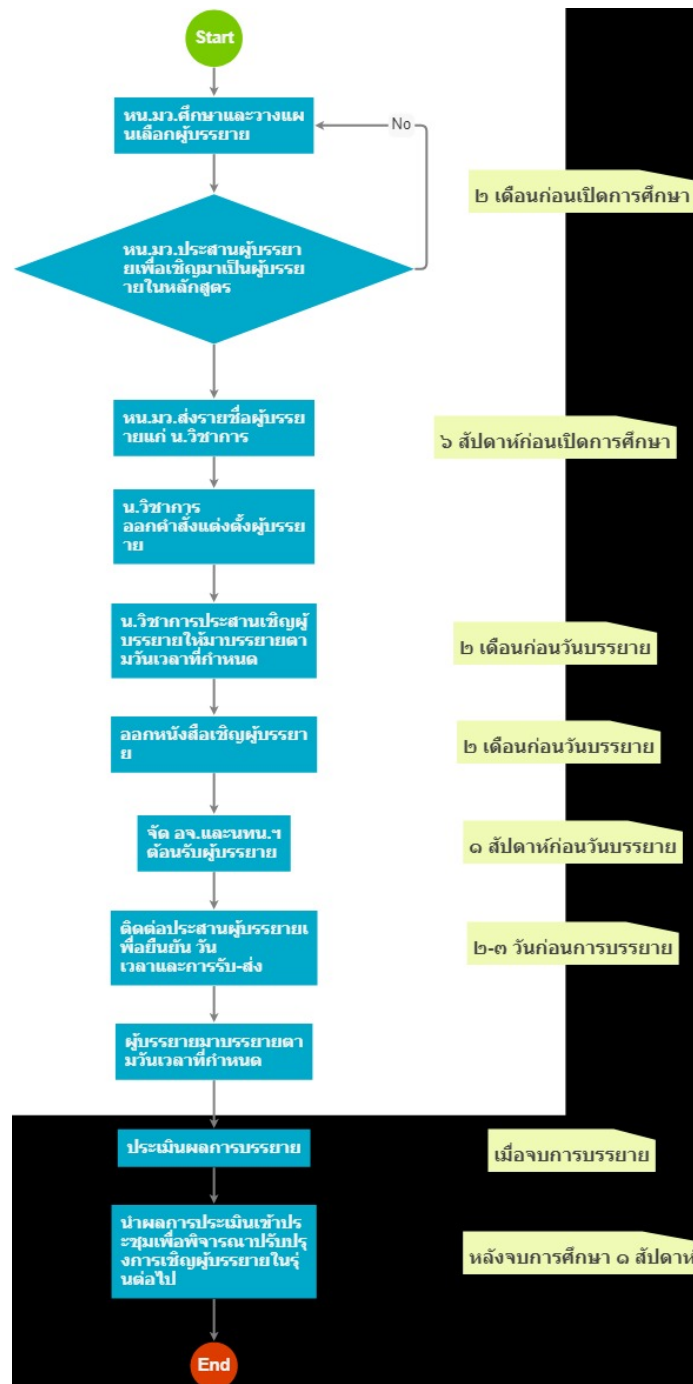 Start
หน.มว.ศึกษาและวางแผ
นเลือกผู้บรรยาย
No
๒ เดือนก่อนเปิดการศึกษา
หน.มว.ประสานผู้บรรยา
ยเพื่อเชิญมาเป็นผู้บรรย
ายในหลักสูตร
หน.มว.ส่งรายชื่อผู้บรรย
ายแก่ น.วิชาการ
๖ สัปดาห์ก่อนเปิดการศึกษา
น.วิชาการ
ออกคำสั่งแต่งตั้งผู้บรรย
าย
น.วิชาการประสานเชิญผู้
บรรยายให้มาบรรยายตา
มวันเวลาที่กำหนด
๒ เดือนก่อนวันบรรยาย
ออกหนังสือเชิญผู้บรรยา
ย
๒ เดือนก่อนวันบรรยาย
จัด อจ.และนทน.ฯ
ต้อนรับผู้บรรยาย
๑ สัปดาห์ก่อนวันบรรยาย
ติดต่อประสานผู้บรรยายเ
พื่อยืนยัน วัน
เวลาและการรับ-ส่ง
๒-๓ วันก่อนการบรรยาย
ผู้บรรยายมาบรรยายตา
มวันเวลาที่กำหนด
ประเมินผลการบรรยาย
เมื่อจบการบรรยาย
นำผลการประเมินเข้าประ
ชุมเพื่อพิจารณาปรับปรุ
งการเชิญผู้บรรยายในรุ่
นต่อไป
หลังจบการศึกษา ๑ สัปดาห์
End